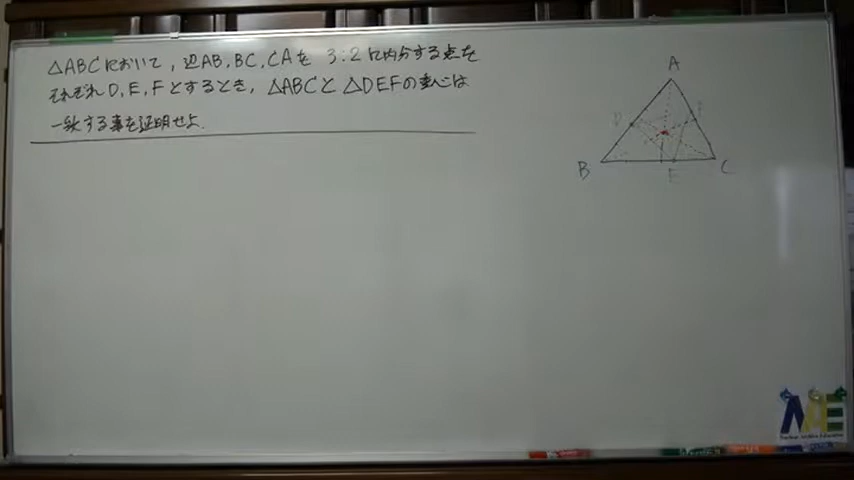 △ABCにおいて, 辺AB, BC, CAを 3:2に内分する点を
それぞれ D, E, Fとするとき, △ABCと △DEFの重心は
一致する事を証明せよ.
A
D
F
B
E
C
ME